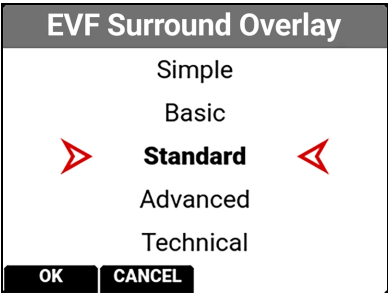 EVF Surround Overlay
Simple
Basic
Standard
Advanced
Technical
OK CANCEL